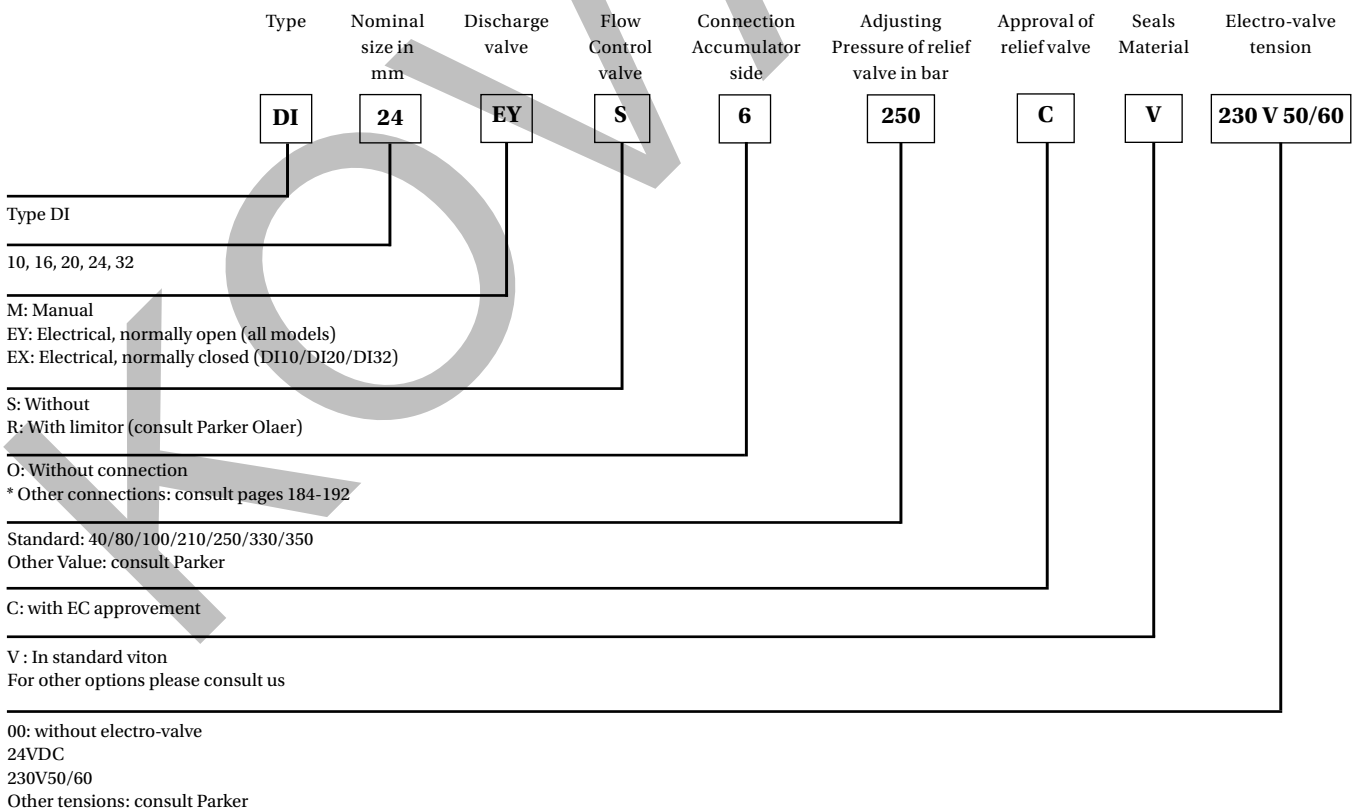 Type Nominal Discharge Flow Connection Adjusting Approval of Seals Electro-valve
size in valve Control Accumulator Pressure of relief relief valve Material tension
mm valve side valve in bar
DI 24 EY S 6 250 C V 230 V 50/60
Type DI
10, 16, 20, 24, 32
M: Manual
EY: Electrical, normally open (all models)
EX: Electrical, normally closed (DI10/DI20/DI32)
S: Without
R: With limitor (consult Parker Olaer)
O: Without connection
* Other connections: consult pages 184-192
Standard: 40/80/100/210/250/330/350
Other Value: consult Parker
C: with EC approvement
V : In standard viton
For other options please consult us
00: without electro-valve
24VDC
230V50/60
Other tensions: consult Parker